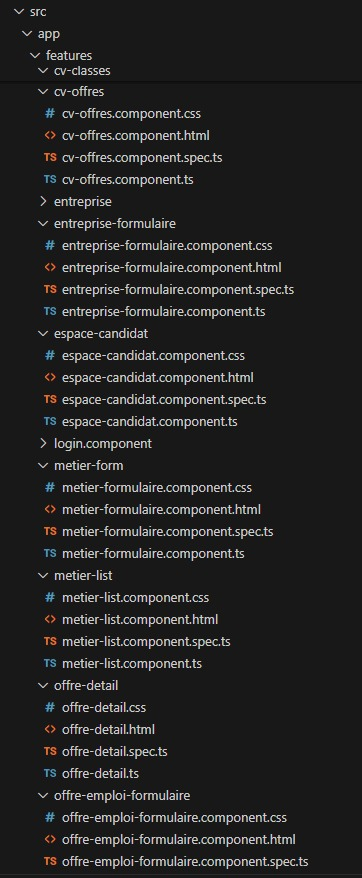 src
app
features
cv-classes
cv-offres
# cv-offres.component.css
<> cv-offres.component.html
TS cv-offres.component.spec.ts
TS cv-offres.component.ts
entreprise
entreprise-formulaire
# entreprise-formulaire.component.css
<> entreprise-formulaire.component.html
TS entreprise-formulaire.component.spec.ts
TS entreprise-formulaire.component.ts
espace-candidat
# espace-candidat.component.css
<> espace-candidat.component.html
TS espace-candidat.component.spec.ts
TS espace-candidat.component.ts
login.component
metier-form
# metier-formulaire.component.css
<> metier-formulaire.component.html
TS metier-formulaire.component.spec.ts
TS metier-formulaire.component.ts
metier-list
# metier-list.component.css
<> metier-list.component.html
TS metier-list.component.spec.ts
TS metier-list.component.ts
offre-detail
# offre-detail.css
<> offre-detail.html
TS offre-detail.spec.ts
TS offre-detail.ts
offre-emploi-formulaire
# offre-emploi-formulaire.component.css
<> offre-emploi-formulaire.component.html
TS offre-emploi-formulaire.component.spec.ts